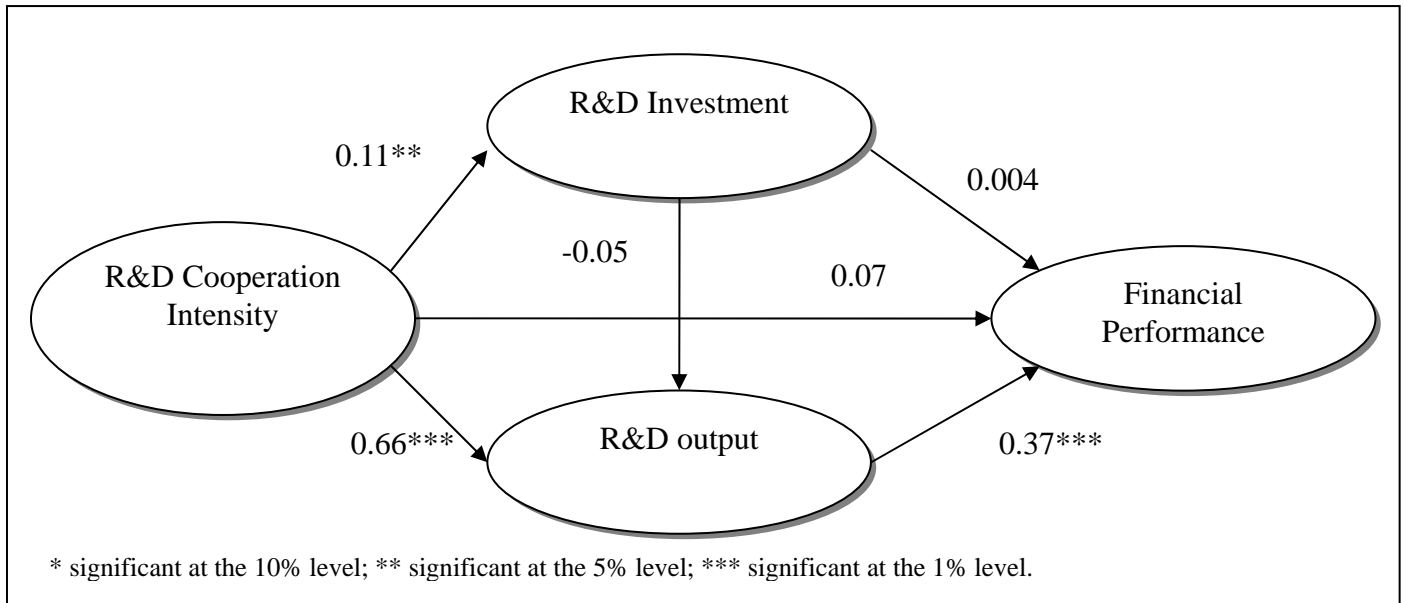 R&D Investment
0.11**
0.004
-0.05
R&D Cooperation
Intensity
0.07
Financial
Performance
0.66***
R&D output
0.37***
* significant at the 10% level; ** significant at the 5% level; *** significant at the 1% level.